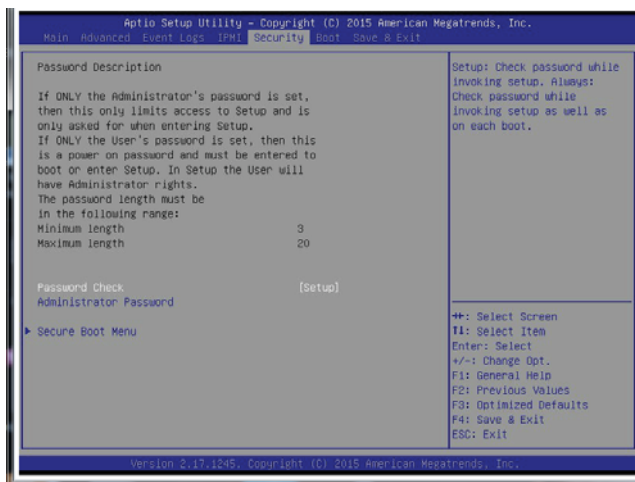 Aptio Setup Utility - Copyright (C) 2015 American Megatrends, Inc.
Main Advanced Event Logs IPMI Security Boot Save & Exit
Password Description
If ONLY the Administrator's password is set,
then this only limits access to Setup and is
only asked for when entering Setup.
If ONLY the User's password is set, then this
is a power on password and must be entered to
boot or enter Setup. In Setup the User will
have Administrator rights.
The password length must be
in the following range:
Minimum length 3
Maximum length 20
Password Check [Setup]
Administrator Password
Secure Boot Menu
Setup: Check password while
invoking setup. Always:
Check password while
invoking setup as well as
on each boot.
→←: Select Screen
↑↓: Select Item
Enter: Select
+/-: Change Opt.
F1: General Help
F2: Previous Values
F3: Optimized Defaults
F4: Save & Exit
ESC: Exit
Version 2.17.1245. Copyright (C) 2015 American Megatrends, Inc.